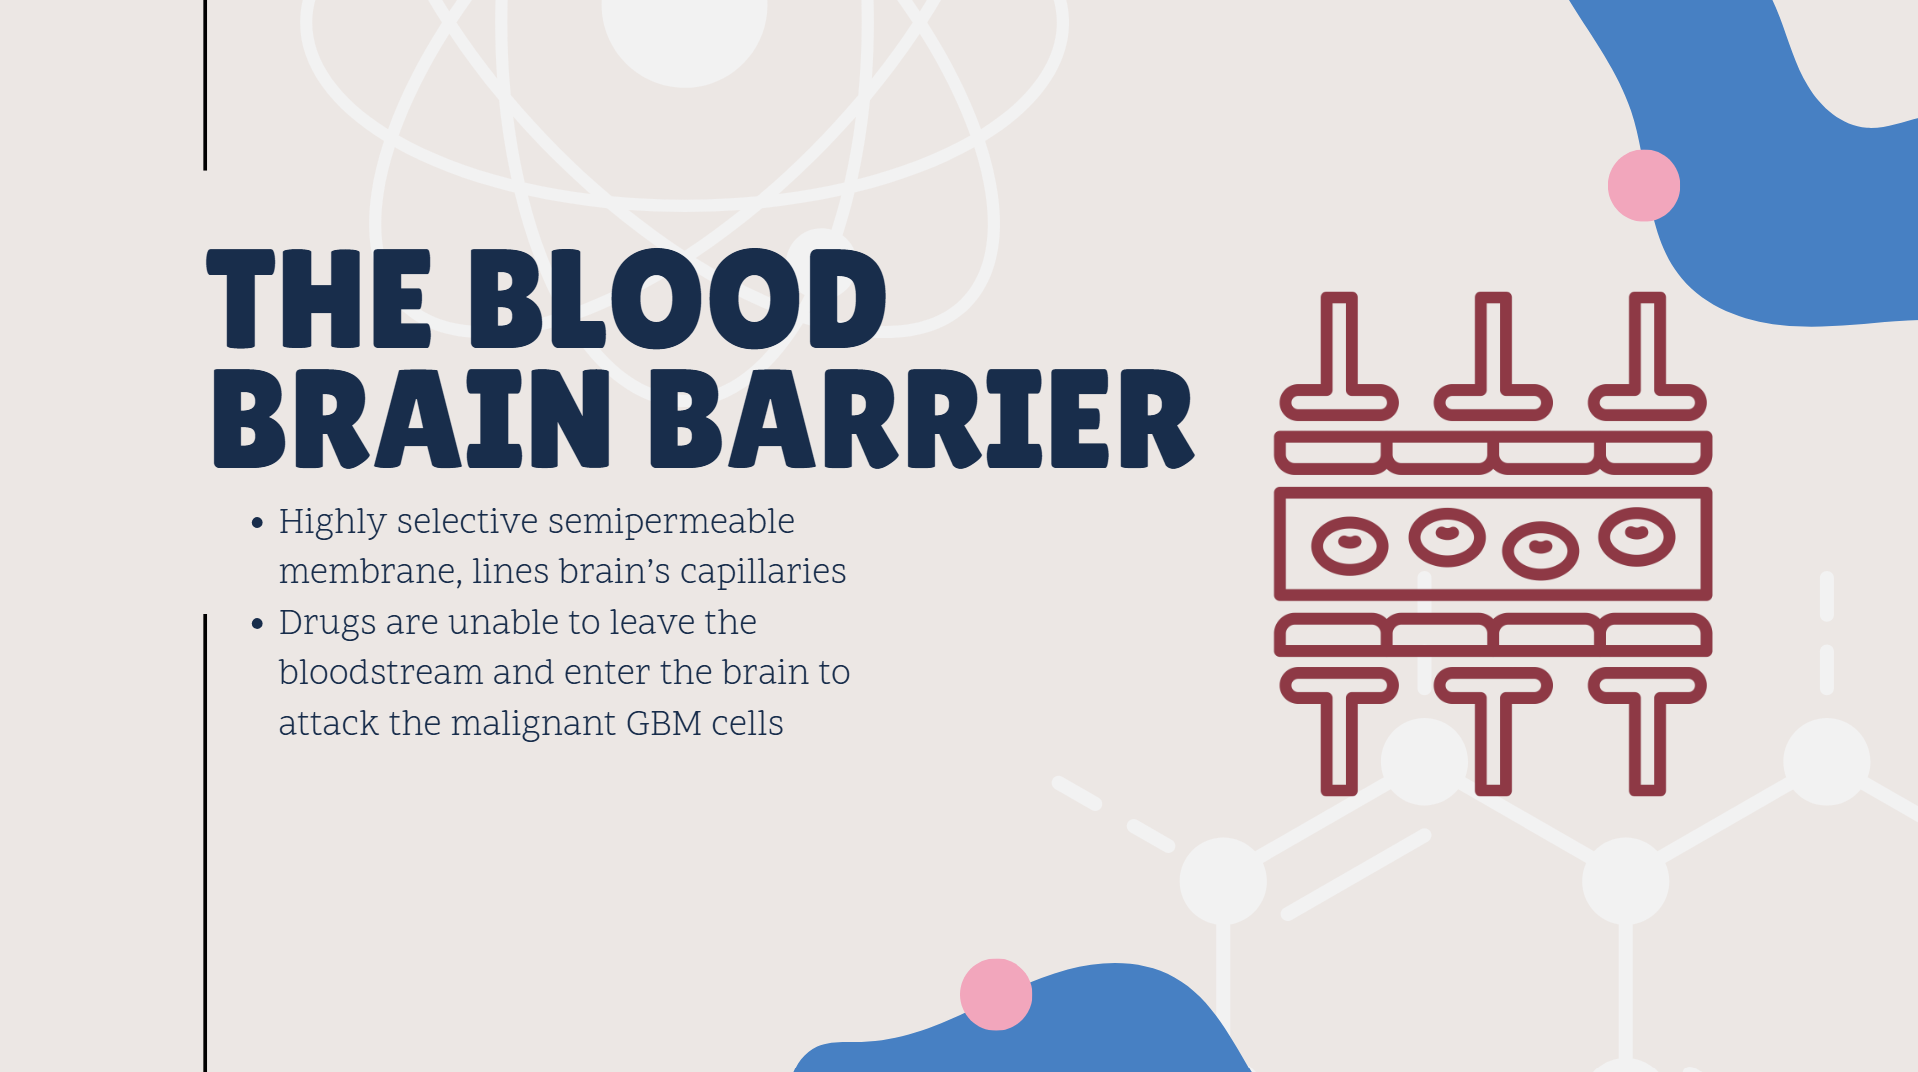 THE BLOOD
BRAIN BARRIER
• Highly selective semipermeable
membrane, lines brain’s capillaries
• Drugs are unable to leave the
bloodstream and enter the brain to
attack the malignant GBM cells